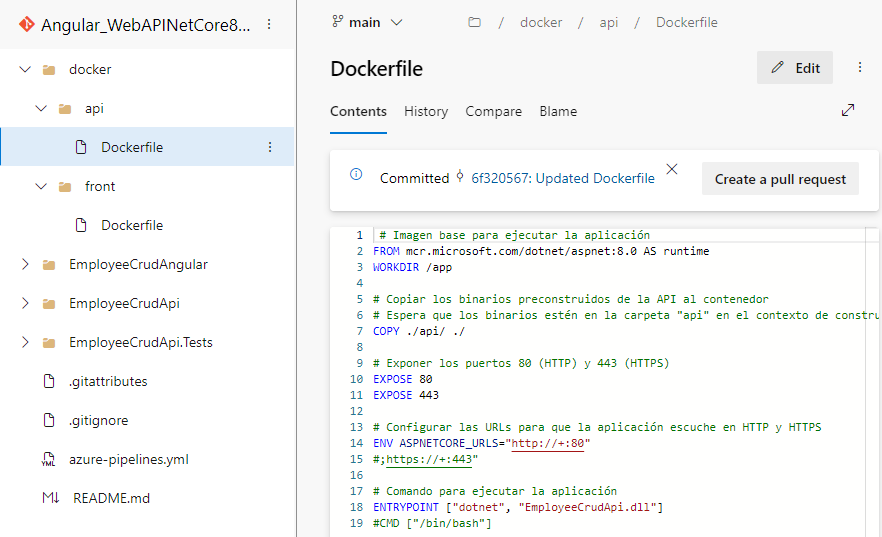 Angular_WebAPINetCore8...
docker
api
Dockerfile
front
Dockerfile
EmployeeCrudAngular
EmployeeCrudApi
EmployeeCrudApi.Tests
.gitattributes
.gitignore
YML azure-pipelines.yml
M↓ README.md
main / docker / api / Dockerfile
Dockerfile
Edit
Contents History Compare Blame
Committed 6f320567: Updated Dockerfile
Create a pull request
1 # Imagen base para ejecutar la aplicación
2 FROM mcr.microsoft.com/dotnet/aspnet:8.0 AS runtime
3 WORKDIR /app
4
5 # Copiar los binarios preconstruidos de la API al contenedor
6 # Espera que los binarios estén en la carpeta "api" en el contexto de constru
7 COPY ./api/ ./
8
9 # Exponer los puertos 80 (HTTP) y 443 (HTTPS)
10 EXPOSE 80
11 EXPOSE 443
12
13 # Configurar las URLs para que la aplicación escuche en HTTP y HTTPS
14 ENV ASPNETCORE_URLS="http://+:80"
15 #;https://+:443"
16
17 # Comando para ejecutar la aplicación
18 ENTRYPOINT ["dotnet", "EmployeeCrudApi.dll"]
19 #CMD ["/bin/bash"]